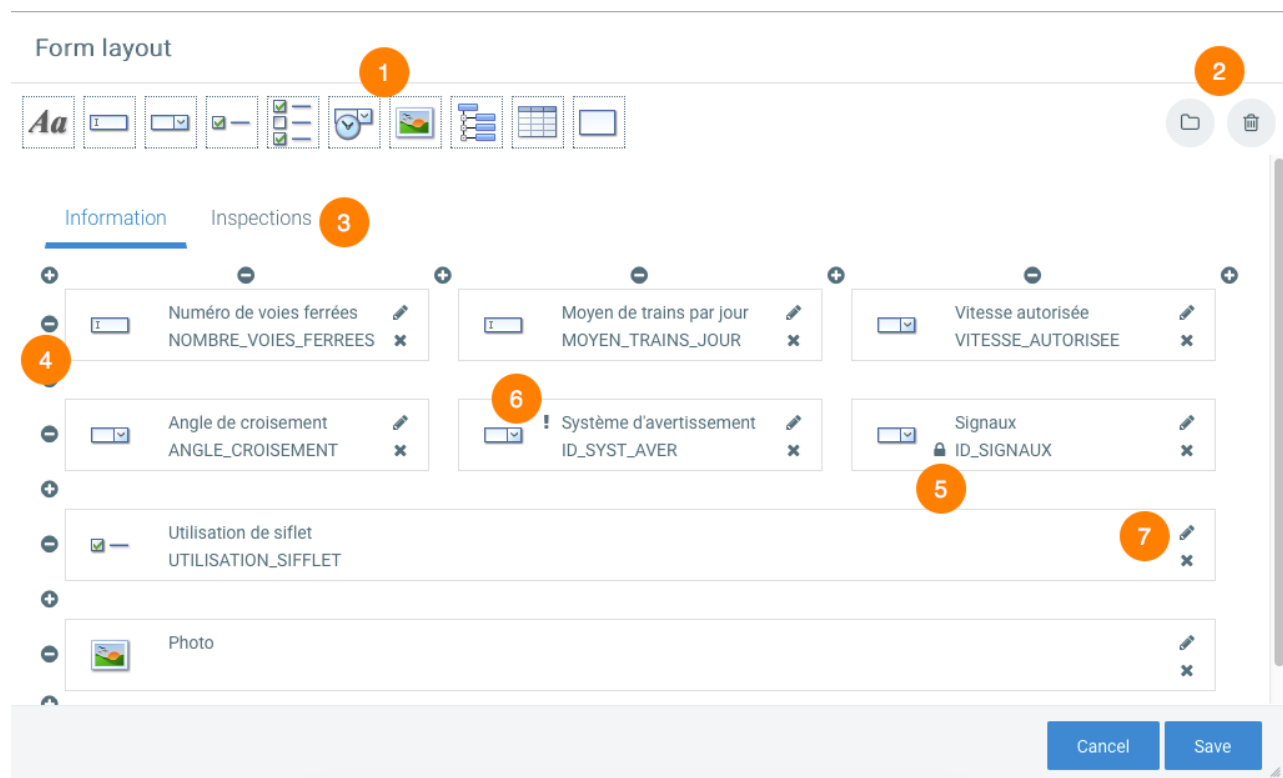 Form layout
1
2
Aa
Information Inspections 3
Numéro de voies ferrées
NOMBRE_VOIES_FERREES
Moyen de trains par jour
MOYEN_TRAINS_JOUR
Vitesse autorisée
VITESSE_AUTORISEE
4
6
Angle de croisement
ANGLE_CROISEMENT
! Système d'avertissement
ID_SYST_AVER
Signaux
ID_SIGNAUX
5
Utilisation de siflet
UTILISATION_SIFFLET
7
Photo
Cancel Save